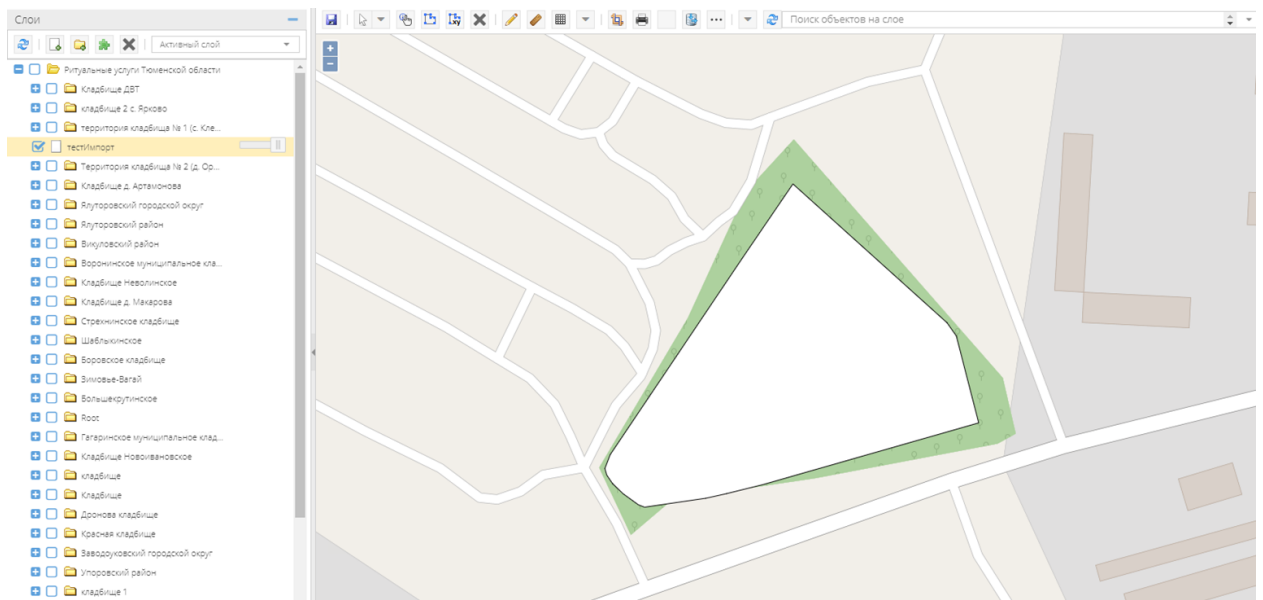 Слои
Поиск объектов на слое
Активный слой
Ритуальные услуги Тюменской области
Кладбище ДВТ
кладбище 2 с. Ярково
территория кладбища № 1 (с. Кле...
тестИмпорт
Территория кладбища № 2 (д. Ор...
Кладбище д. Артамонова
Ялуторовский городской округ
Ялуторовский район
Викуловский район
Воронинское муниципальное кла...
Кладбище Неволинское
Кладбище д. Макарова
Стрехнинское кладбище
Шаблыкинское
Боровское кладбище
Зимовье-Вагай
Большекрутинское
Root
Гагаринское муниципальное клад...
Кладбище Новоивановское
кладбище
Кладбище
Дронова кладбище
Красная кладбище
Заводоуковский городской округ
Упоровский район
кладбище 1